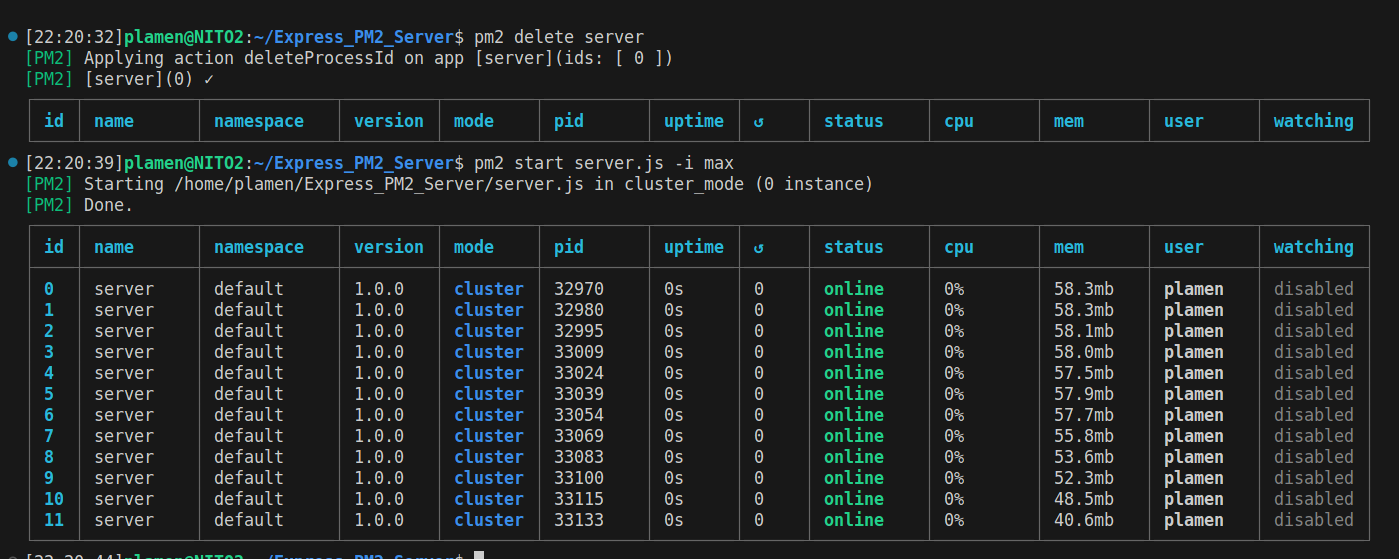 [22:20:32]plamen@NITO2:~/Express_PM2_Server$ pm2 delete server
[PM2] Applying action deleteProcessId on app [server](ids: [ 0 ])
[PM2] [server](0) ✓
id name namespace version mode pid uptime ↺ status cpu mem user watching
[22:20:39]plamen@NITO2:~/Express_PM2_Server$ pm2 start server.js -i max
[PM2] Starting /home/plamen/Express_PM2_Server/server.js in cluster_mode (0 instance)
[PM2] Done.
id name namespace version mode pid uptime ↺ status cpu mem user watching
0 server default 1.0.0 cluster 32970 0s 0 online 0% 58.3mb plamen disabled
1 server default 1.0.0 cluster 32980 0s 0 online 0% 58.3mb plamen disabled
2 server default 1.0.0 cluster 32995 0s 0 online 0% 58.1mb plamen disabled
3 server default 1.0.0 cluster 33009 0s 0 online 0% 58.0mb plamen disabled
4 server default 1.0.0 cluster 33024 0s 0 online 0% 57.5mb plamen disabled
5 server default 1.0.0 cluster 33039 0s 0 online 0% 57.9mb plamen disabled
6 server default 1.0.0 cluster 33054 0s 0 online 0% 57.7mb plamen disabled
7 server default 1.0.0 cluster 33069 0s 0 online 0% 55.8mb plamen disabled
8 server default 1.0.0 cluster 33083 0s 0 online 0% 53.6mb plamen disabled
9 server default 1.0.0 cluster 33100 0s 0 online 0% 52.3mb plamen disabled
10 server default 1.0.0 cluster 33115 0s 0 online 0% 48.5mb plamen disabled
11 server default 1.0.0 cluster 33133 0s 0 online 0% 40.6mb plamen disabled
[22:20:44]plamen@NITO2:~/Express_PM2_Server$